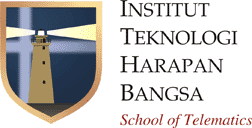 INSTITUT
TEKNOLOGI
HARAPAN
BANGSA
School of Telematics